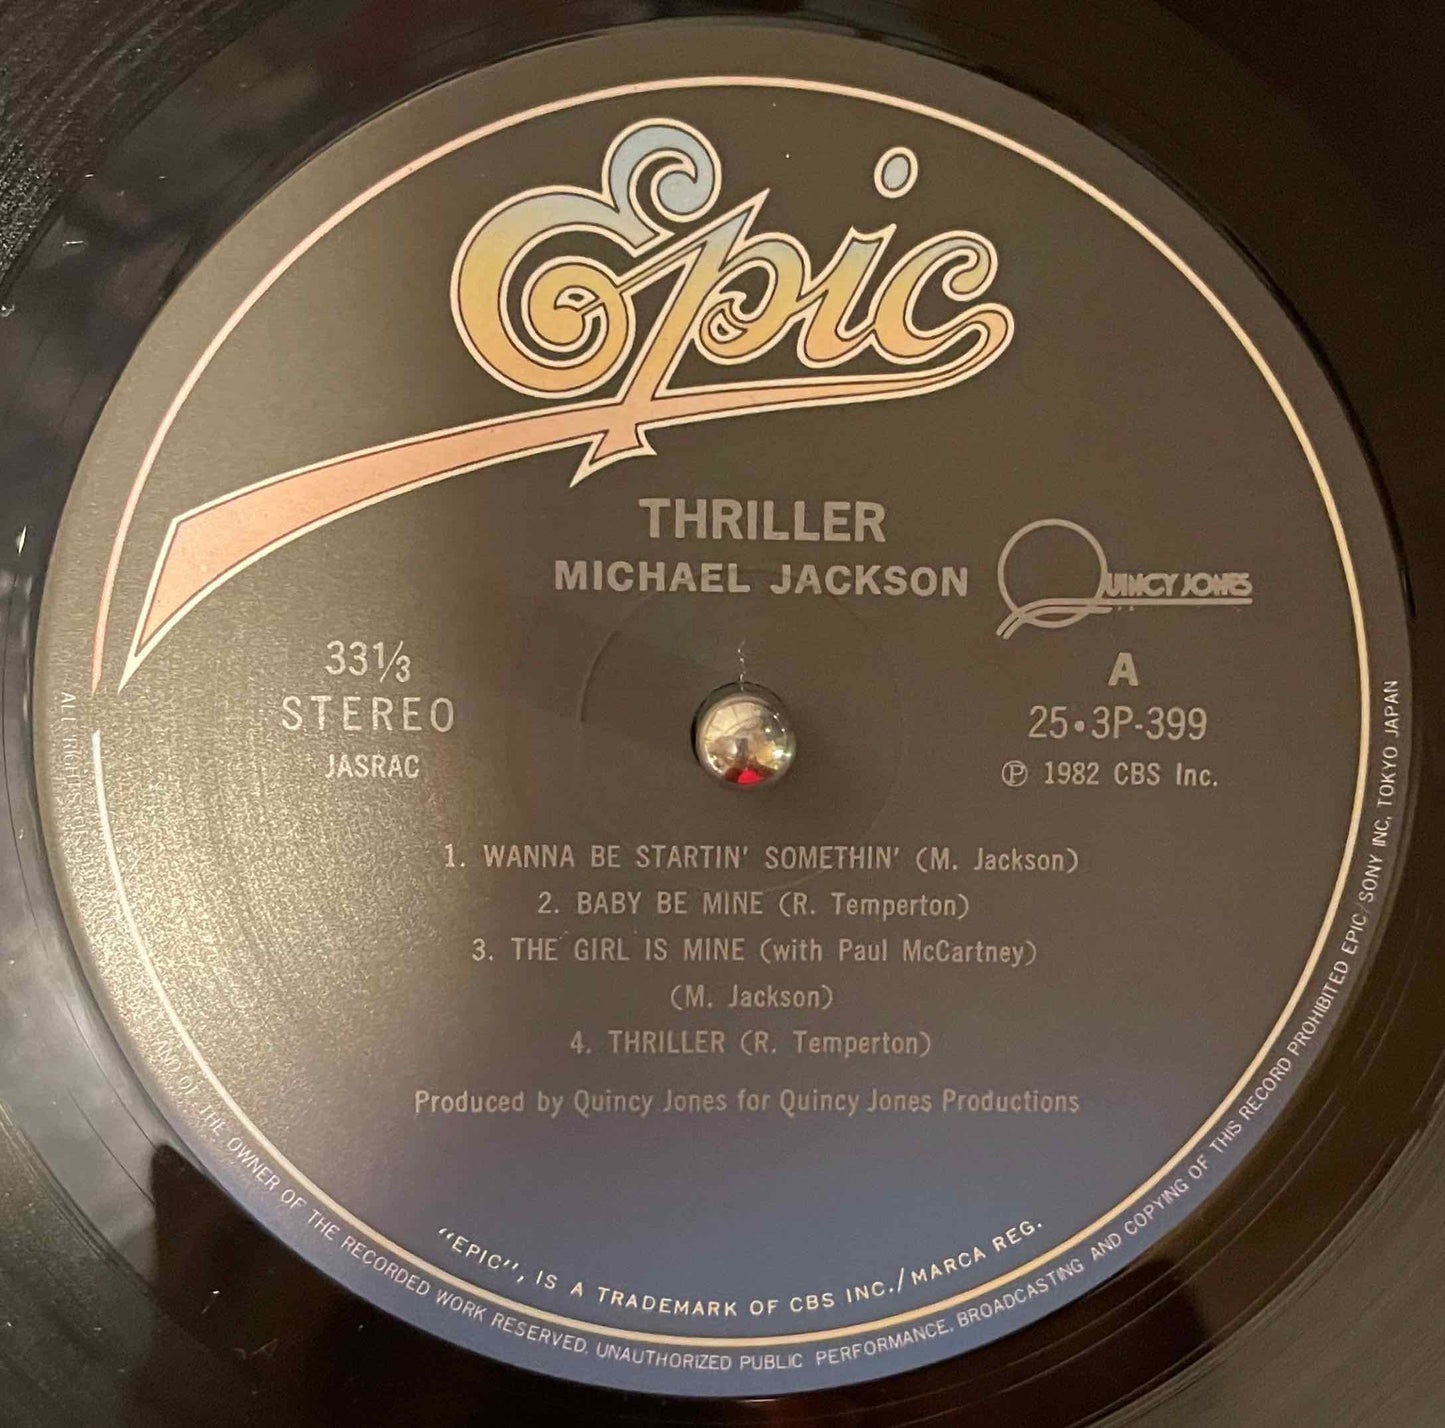 Epic
THRILLER
MICHAEL JACKSON
QUINCY JONES
33⅓
STEREO
JASRAC
A
25•3P-399
℗ 1982 CBS Inc.
1. WANNA BE STARTIN' SOMETHIN' (M. Jackson)
2. BABY BE MINE (R. Temperton)
3. THE GIRL IS MINE (with Paul McCartney)
(M. Jackson)
4. THRILLER (R. Temperton)
Produced by Quincy Jones for Quincy Jones Productions
"EPIC", IS A TRADEMARK OF CBS INC./MARCA REG.
ALL RIGHTS OF AND OF THE OWNER OF THE RECORDED WORK RESERVED. UNAUTHORIZED PUBLIC PERFORMANCE. BROADCASTING AND COPYING OF THIS RECORD PROHIBITED EPIC/SONY INC, TOKYO JAPAN